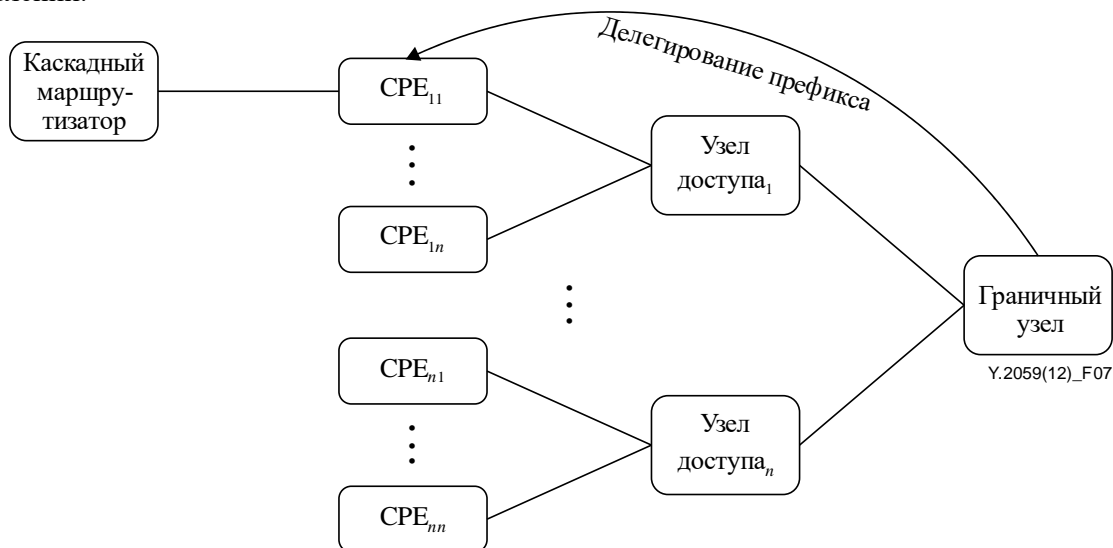 Делегирование префикса
Каскадный
маршру-
тизатор
CPE11
CPE1n
Узел
доступа1
Граничный
узел
Y.2059(12)_F07
CPEn1
CPEnn
Узел
доступаn